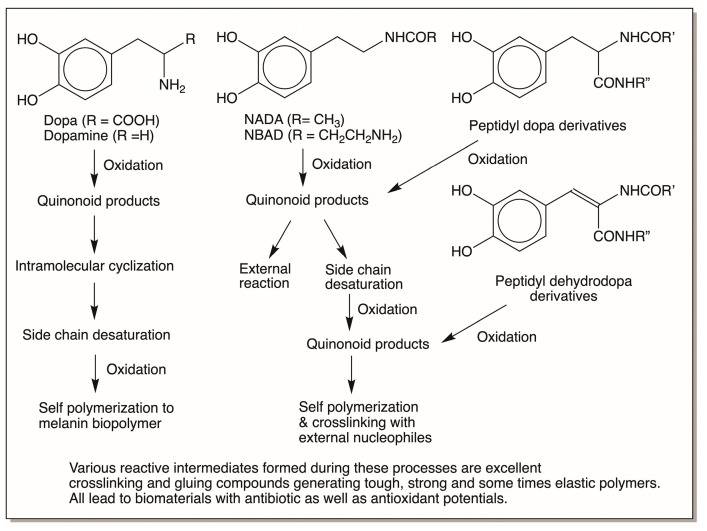 HO
HO
R
NH₂
Dopa (R = COOH)
Dopamine (R =H)
Oxidation
Quinonoid products
Intramolecular cyclization
Side chain desaturation
Oxidation
Self polymerization to
melanin biopolymer
HO
HO
NHCOR
NADA (R= CH₃)
NBAD (R = CH₂CH₂NH₂)
Oxidation
Quinonoid products
External
reaction
Side chain
desaturation
Oxidation
Quinonoid products
Self polymerization
& crosslinking with
external nucleophiles
HO
HO
NHCOR'
CONHR"
Peptidyl dopa derivatives
Oxidation
HO
HO
NHCOR'
CONHR"
Peptidyl dehydrodopa
derivatives
Oxidation
Various reactive intermediates formed during these processes are excellent
crosslinking and gluing compounds generating tough, strong and some times elastic polymers.
All lead to biomaterials with antibiotic as well as antioxidant potentials.